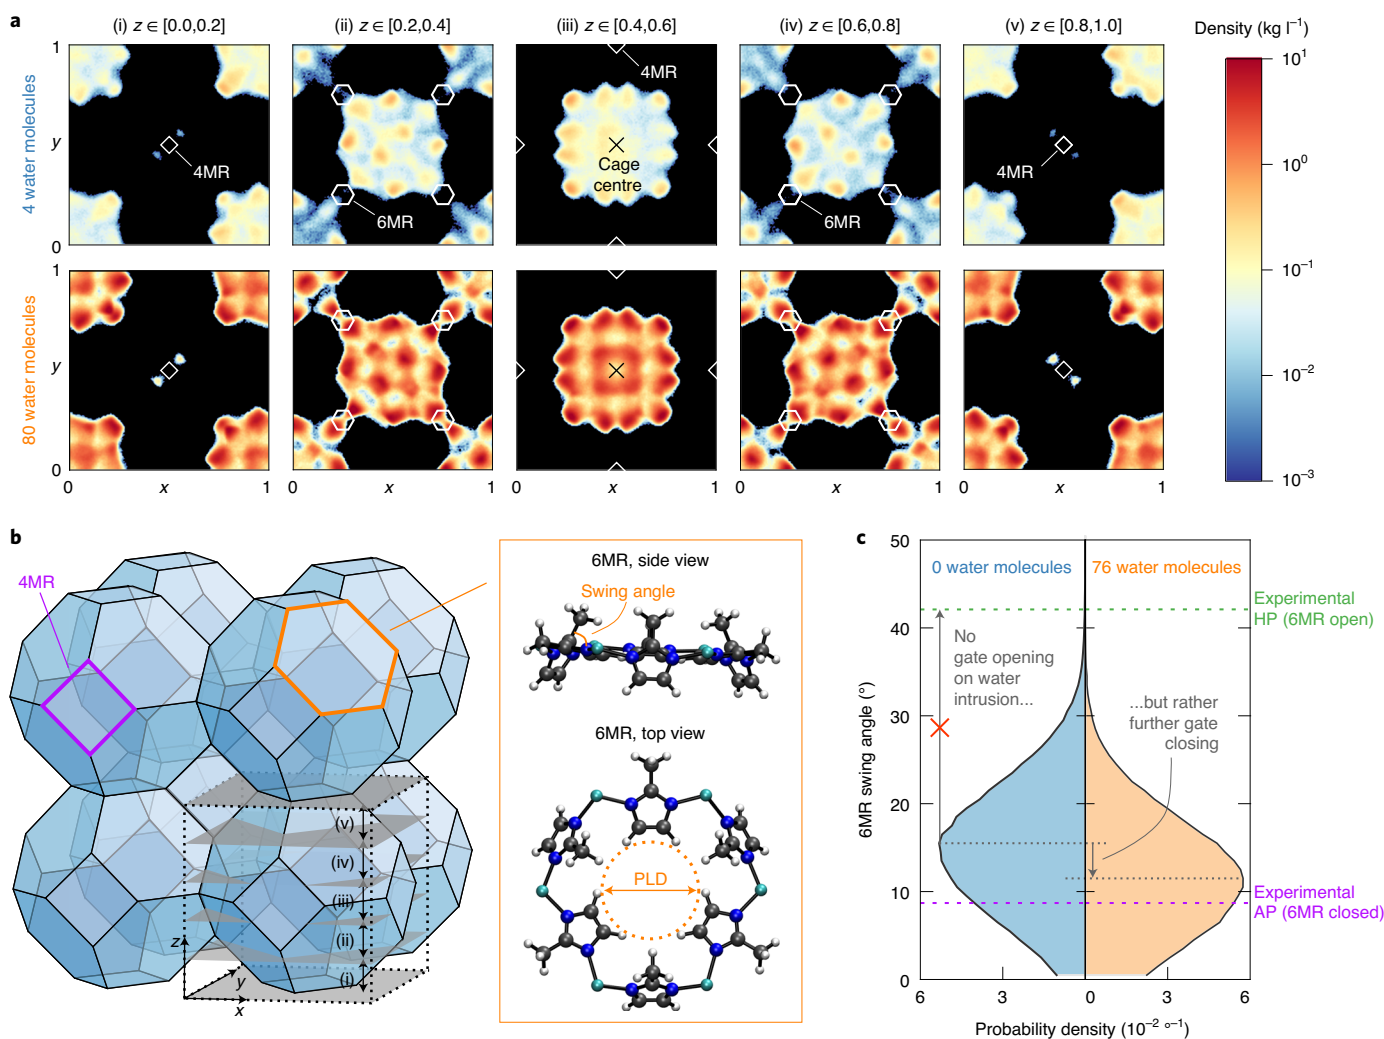 a
(i) z ∈ [0.0,0.2]
(ii) z ∈ [0.2,0.4]
(iii) z ∈ [0.4,0.6]
(iv) z ∈ [0.6,0.8]
(v) z ∈ [0.8,1.0]
Density (kg l⁻¹)
4 water molecules
1
y
0
4MR
6MR
4MR
Cage
centre
6MR
4MR
10¹
10⁰
10⁻¹
10⁻²
10⁻³
80 water molecules
1
y
0
0
x
1
0
x
1
0
x
1
0
x
1
0
x
1
b
4MR
(v)
(iv)
(iii)
(ii)
(i)
z
y
x
6MR, side view
Swing angle
6MR, top view
PLD
c
6MR swing angle (°)
50
40
30
20
10
0
0 water molecules
76 water molecules
Experimental
HP (6MR open)
No
gate opening
on water
intrusion...
...but rather
further gate
closing
Experimental
AP (6MR closed)
6
3
0
3
6
Probability density (10⁻² °⁻¹)